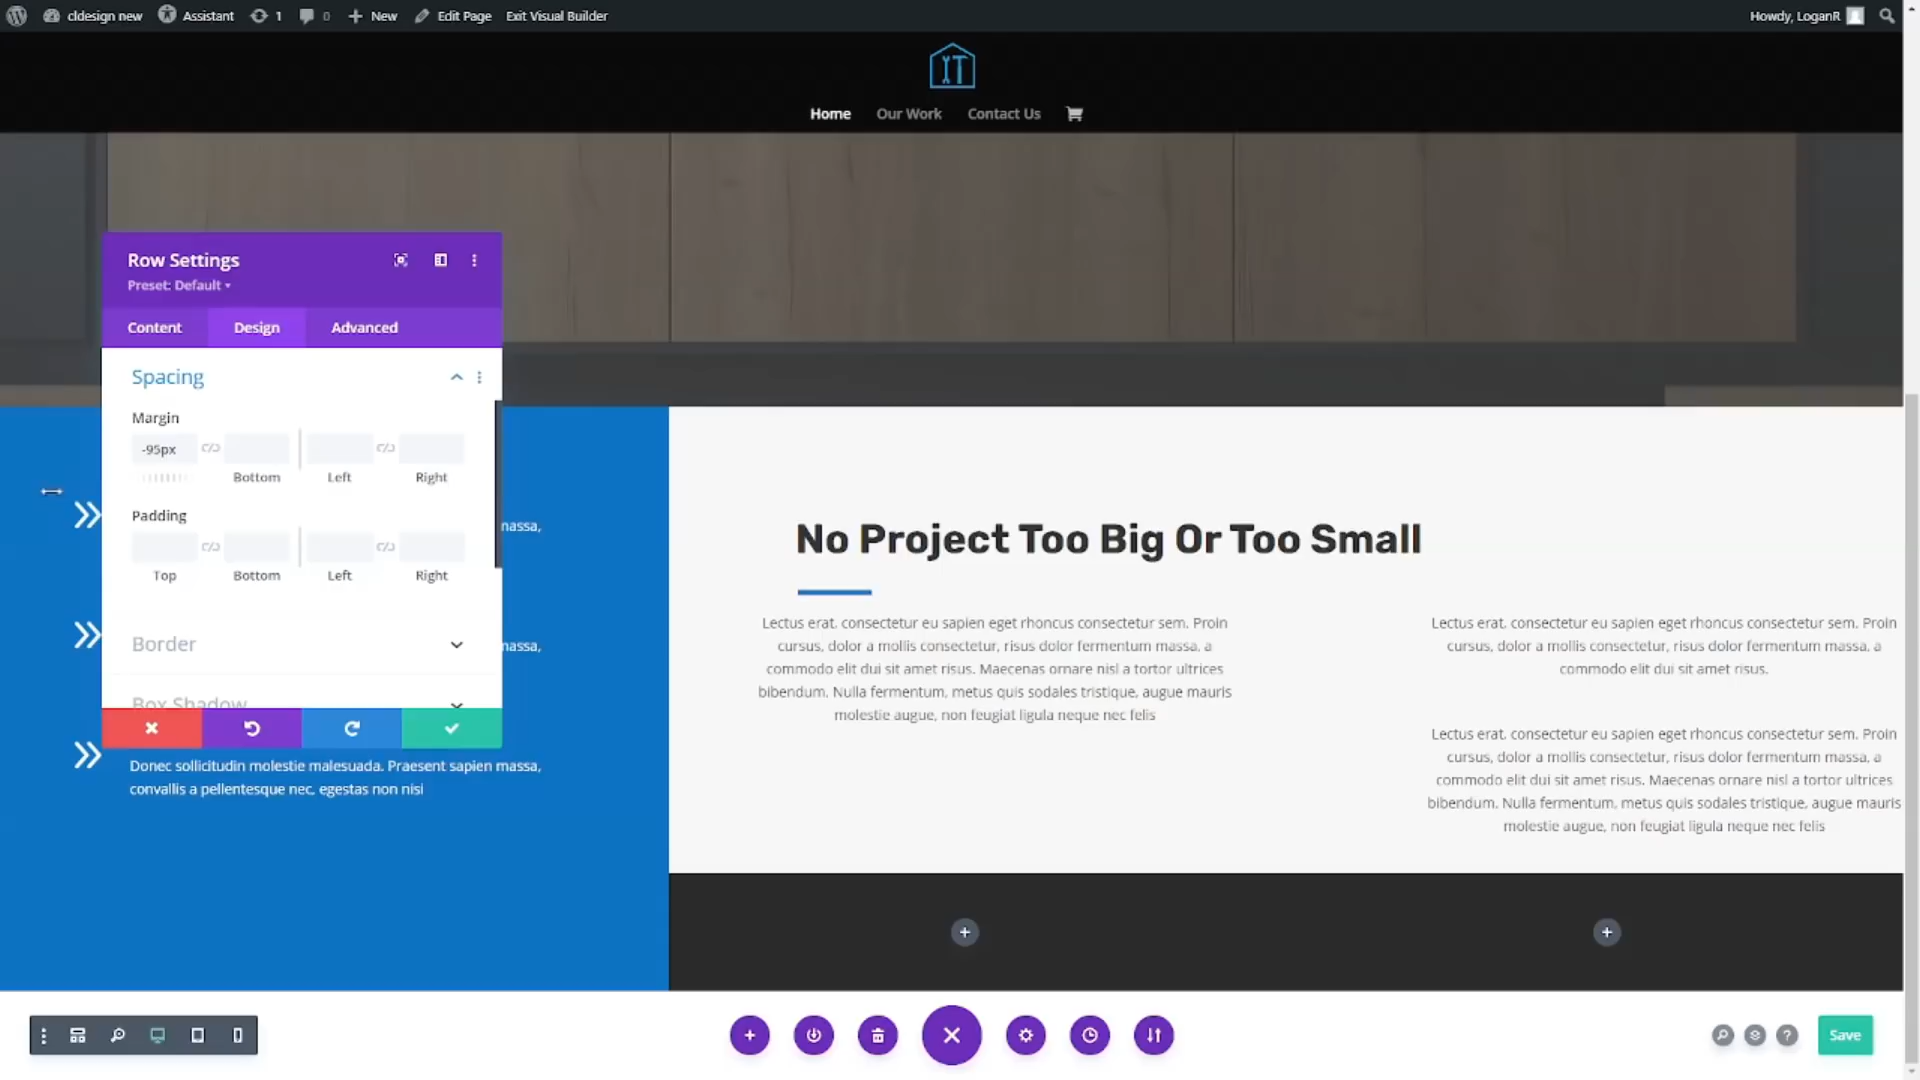 cldesign new Assistant 1 0 New Edit Page Exit Visual Builder Howdy, LoganR
IT
Home Our Work Contact Us
Row Settings
Preset: Default
Content Design Advanced
Spacing
Margin
-95px
Bottom Left Right
Padding
Top Bottom Left Right
Border
Box Shadow
massa,
massa,
Donec sollicitudin molestie malesuada. Praesent sapien massa,
convallis a pellentesque nec, egestas non nisi
No Project Too Big Or Too Small
Lectus erat, consectetur eu sapien eget rhoncus consectetur sem. Proin
cursus, dolor a mollis consectetur, risus dolor fermentum massa, a
commodo elit dui sit amet risus. Maecenas ornare nisl a tortor ultrices
bibendum. Nulla fermentum, metus quis sodales tristique, augue mauris
molestie augue, non feugiat ligula neque nec felis
Lectus erat, consectetur eu sapien eget rhoncus consectetur sem. Proin
cursus, dolor a mollis consectetur, risus dolor fermentum massa, a
commodo elit dui sit amet risus.
Lectus erat, consectetur eu sapien eget rhoncus consectetur sem. Proin
cursus, dolor a mollis consectetur, risus dolor fermentum massa, a
commodo elit dui sit amet risus. Maecenas ornare nisl a tortor ultrices
bibendum. Nulla fermentum, metus quis sodales tristique, augue mauris
molestie augue, non feugiat ligula neque nec felis
Save